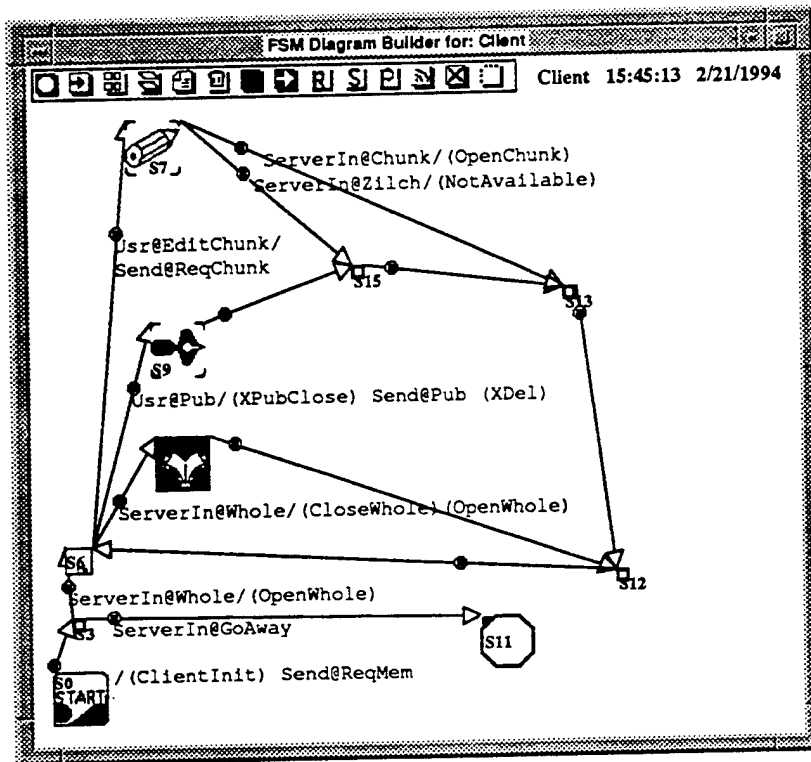 FSM Diagram Builder for: Client
R S P Client 15:45:13 2/21/1994
S7
ServerIn@Chunk/(OpenChunk)
ServerIn@Zilch/(NotAvailable)
Usr@EditChunk/
Send@ReqChunk
S15
S13
S9
Usr@Pub/(XPubClose) Send@Pub (XDel)
ServerIn@Whole/(CloseWhole)(OpenWhole)
S6
S12
ServerIn@Whole/(OpenWhole)
S3
ServerIn@GoAway
S11
S0
/(ClientInit) Send@ReqMem
START